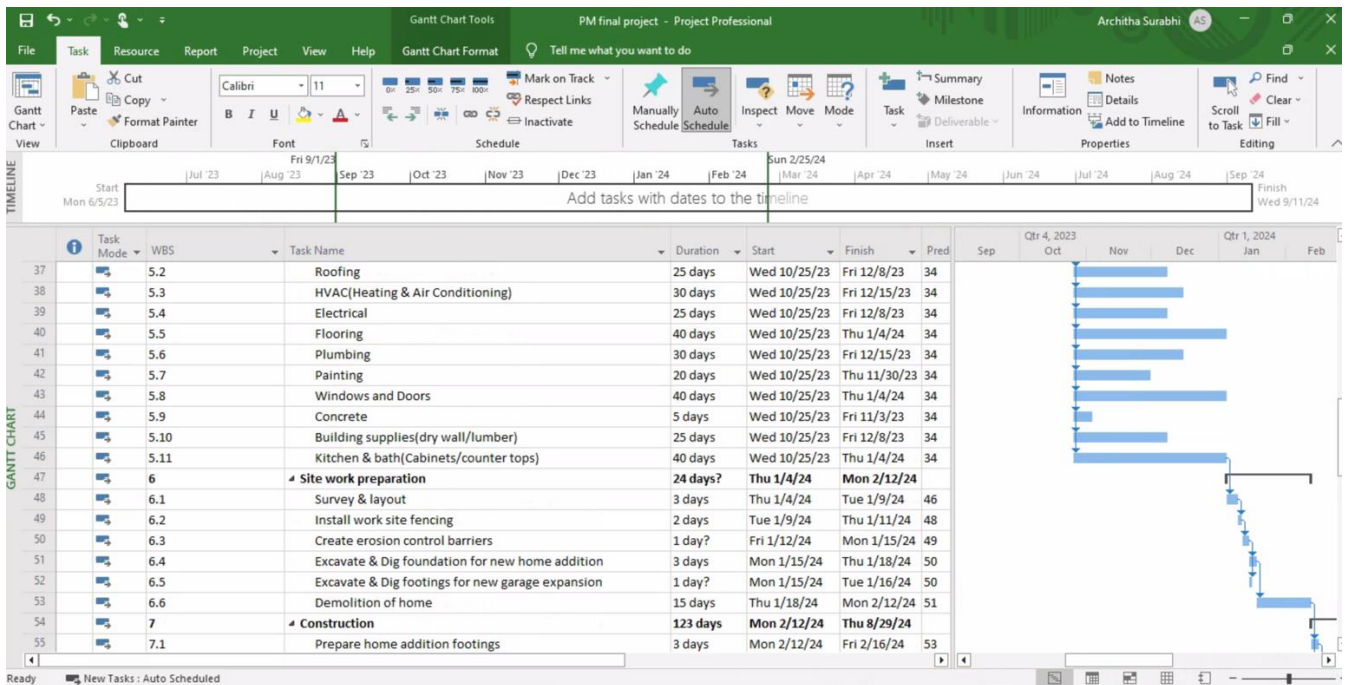 Gantt Chart Tools PM final project - Project Professional Architha Surabhi AS
File Task Resource Report Project View Help Gantt Chart Format Tell me what you want to do
Gantt Chart
View
Paste
Cut
Copy
Format Painter
Clipboard
Calibri 11
B I U A
Font
0% 25% 50% 75% 100%
Mark on Track
Respect Links
Inactivate
Schedule
Manually Schedule
Auto Schedule
Inspect Move Mode
Tasks
Task
Summary
Milestone
Deliverable
Insert
Information
Notes
Details
Add to Timeline
Properties
Scroll to Task
Find
Clear
Fill
Editing
TIMELINE
Fri 9/1/23 Sun 2/25/24
Jul '23 Aug '23 Sep '23 Oct '23 Nov '23 Dec '23 Jan '24 Feb '24 Mar '24 Apr '24 May '24 Jun '24 Jul '24 Aug '24 Sep '24
Start
Mon 6/5/23
Add tasks with dates to the timeline
Finish
Wed 9/11/24
GANTT CHART
Task Mode WBS Task Name Duration Start Finish Pred
Qtr 4, 2023 Qtr 1, 2024
Sep Oct Nov Dec Jan Feb
37 5.2 Roofing 25 days Wed 10/25/23 Fri 12/8/23 34
38 5.3 HVAC(Heating & Air Conditioning) 30 days Wed 10/25/23 Fri 12/15/23 34
39 5.4 Electrical 25 days Wed 10/25/23 Fri 12/8/23 34
40 5.5 Flooring 40 days Wed 10/25/23 Thu 1/4/24 34
41 5.6 Plumbing 30 days Wed 10/25/23 Fri 12/15/23 34
42 5.7 Painting 20 days Wed 10/25/23 Thu 11/30/23 34
43 5.8 Windows and Doors 40 days Wed 10/25/23 Thu 1/4/24 34
44 5.9 Concrete 5 days Wed 10/25/23 Fri 11/3/23 34
45 5.10 Building supplies(dry wall/lumber) 25 days Wed 10/25/23 Fri 12/8/23 34
46 5.11 Kitchen & bath(Cabinets/counter tops) 40 days Wed 10/25/23 Thu 1/4/24 34
47 6 Site work preparation 24 days? Thu 1/4/24 Mon 2/12/24
48 6.1 Survey & layout 3 days Thu 1/4/24 Tue 1/9/24 46
49 6.2 Install work site fencing 2 days Tue 1/9/24 Thu 1/11/24 48
50 6.3 Create erosion control barriers 1 day? Fri 1/12/24 Mon 1/15/24 49
51 6.4 Excavate & Dig foundation for new home addition 3 days Mon 1/15/24 Thu 1/18/24 50
52 6.5 Excavate & Dig footings for new garage expansion 1 day? Mon 1/15/24 Tue 1/16/24 50
53 6.6 Demolition of home 15 days Thu 1/18/24 Mon 2/12/24 51
54 7 Construction 123 days Mon 2/12/24 Thu 8/29/24
55 7.1 Prepare home addition footings 3 days Mon 2/12/24 Fri 2/16/24 53
Ready New Tasks : Auto Scheduled